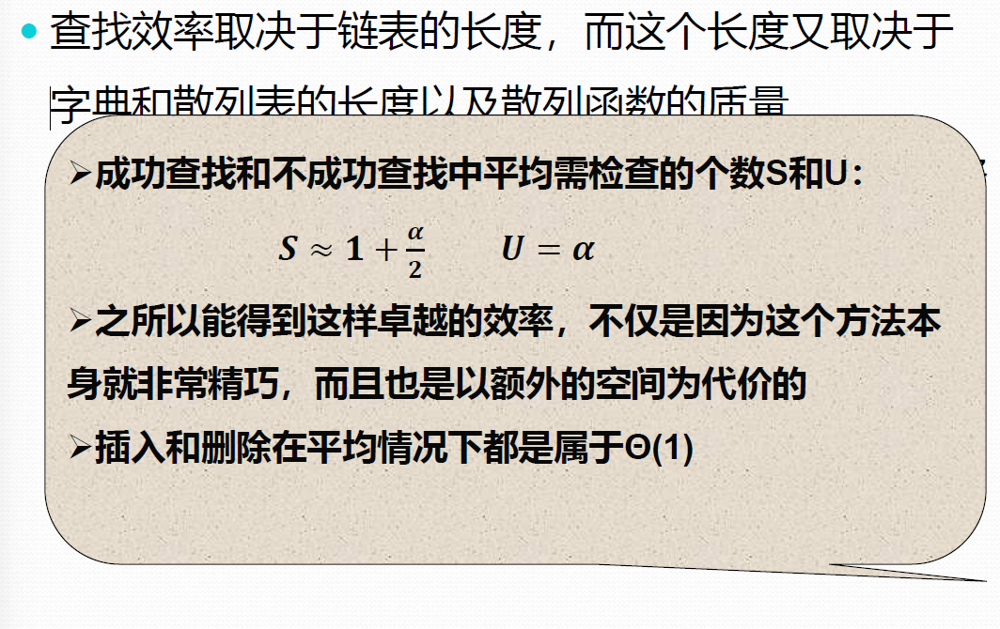 查找效率取决于链表的长度，而这个长度又取决于
字典和散列表的长度以及散列函数的质量
➢成功查找和不成功查找中平均需检查的个数S和U：
S ≈ 1 + α/2  U = α
➢之所以能得到这样卓越的效率，不仅是因为这个方法本
身就非常精巧，而且也是以额外的空间为代价的
➢插入和删除在平均情况下都是属于Θ(1)